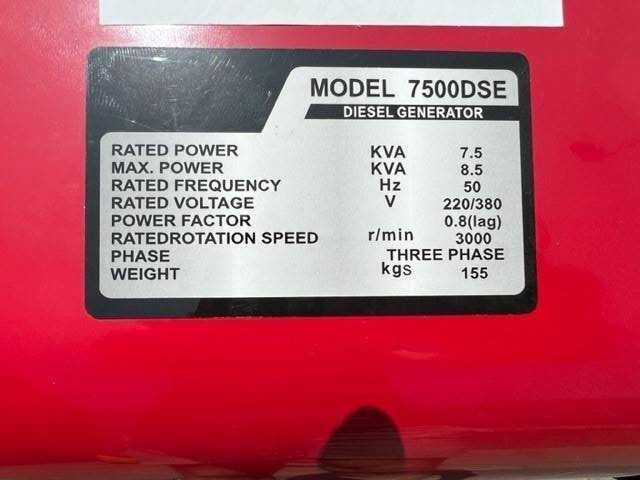 MODEL 7500DSE
DIESEL GENERATOR
RATED POWER KVA 7.5
MAX. POWER KVA 8.5
RATED FREQUENCY Hz 50
RATED VOLTAGE V 220/380
POWER FACTOR 0.8(lag)
RATEDROTATION SPEED r/min 3000
PHASE THREE PHASE
WEIGHT kgs 155